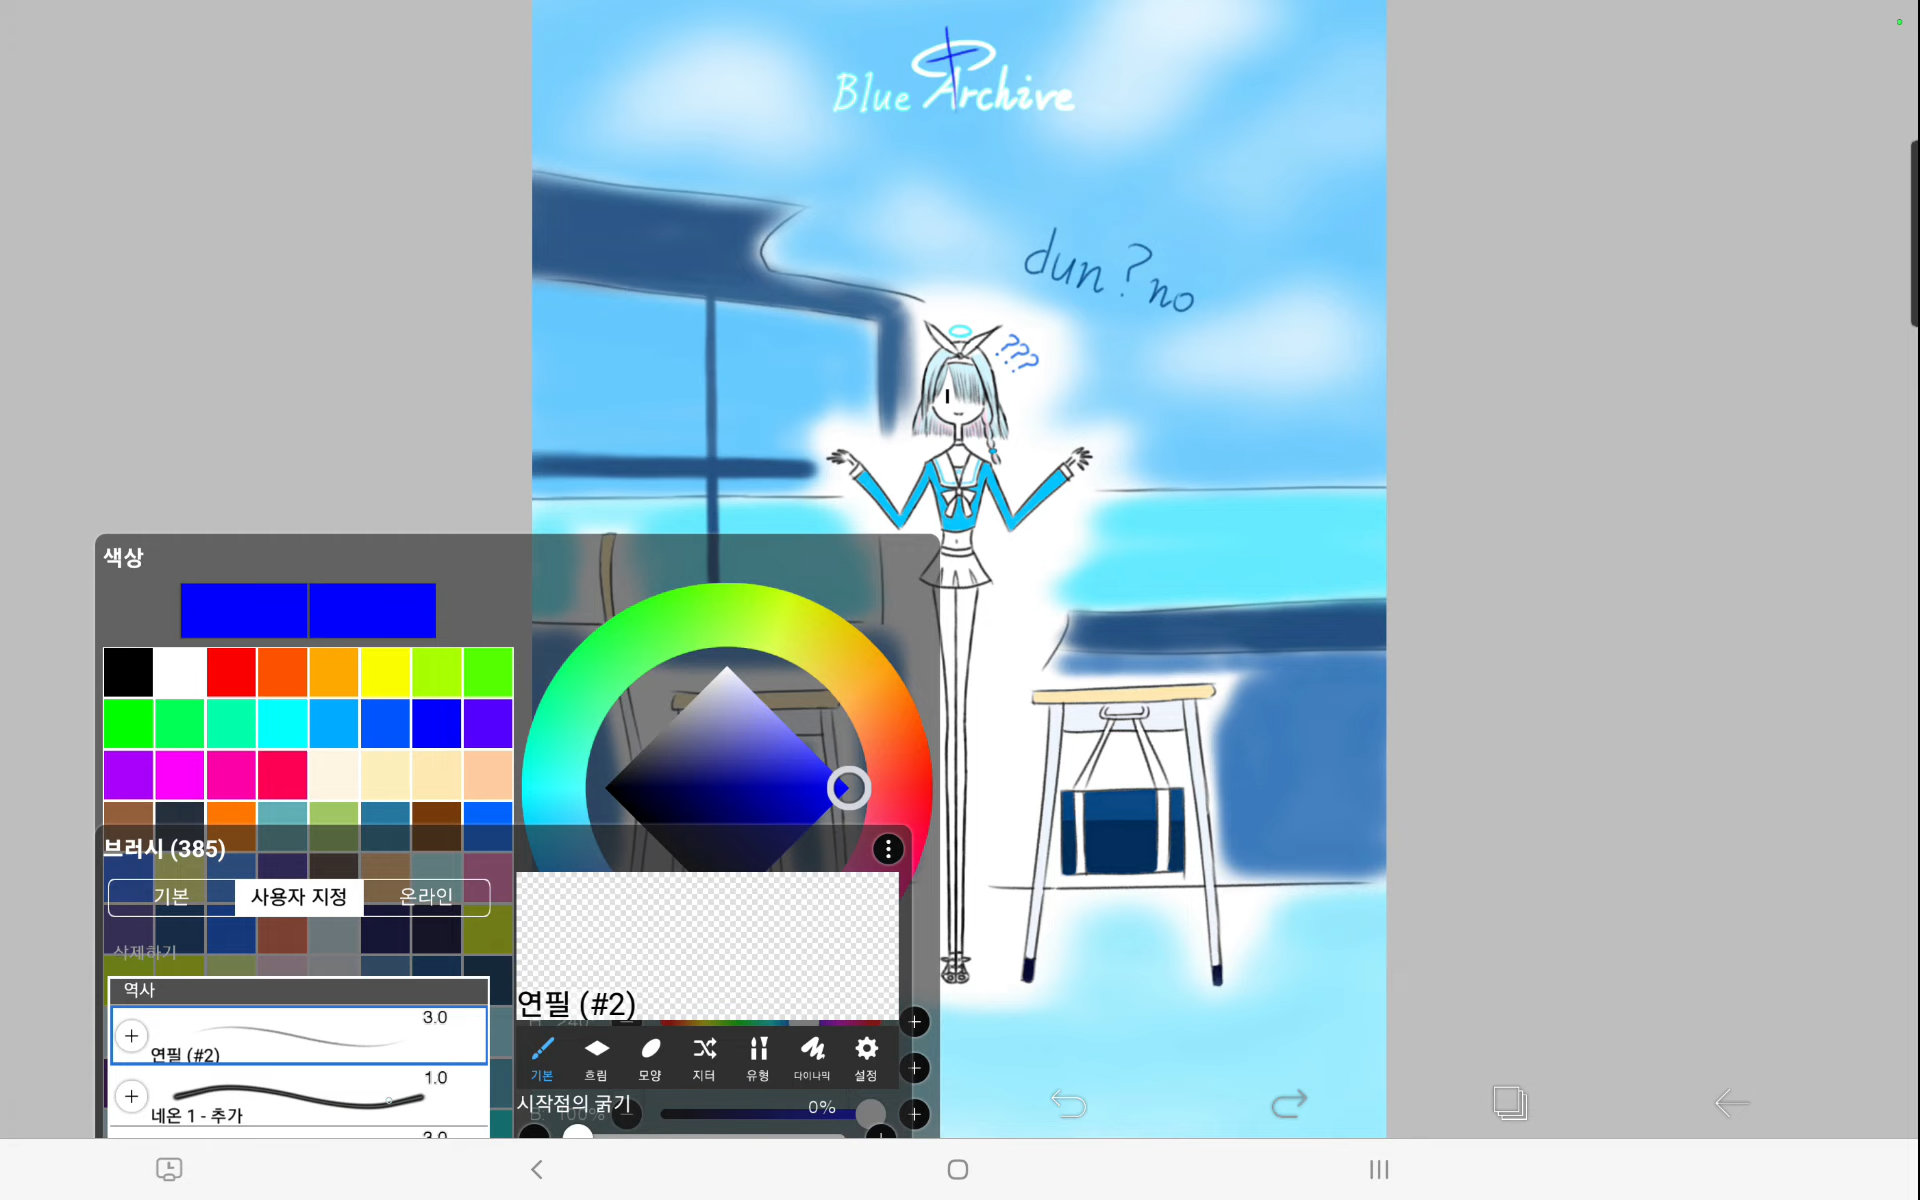 Blue Archive
dun?no
???
색상
브러시 (385)
기본 사용자 지정 온라인
삭제하기
역사
3.0
연필 (#2)
1.0
네온 1 - 추가
연필 (#2)
기본 흐림 모양 지터 유형 다이나믹 설정
시작점의 굵기 0%